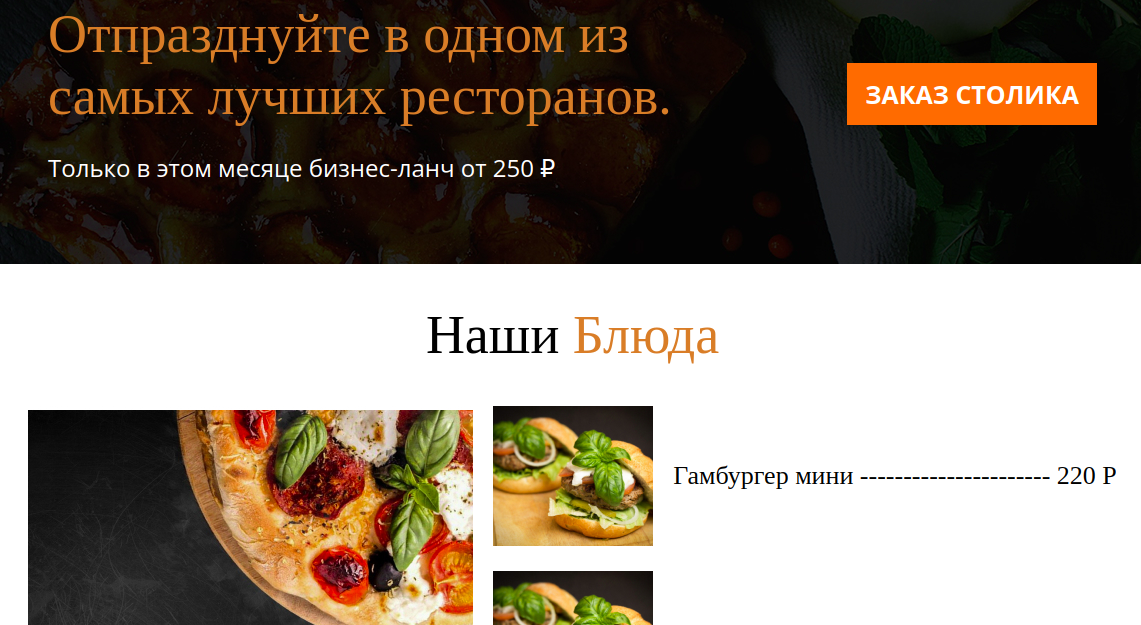 Отпразднуйте в одном из
самых лучших ресторанов.
ЗАКАЗ СТОЛИКА
Только в этом месяце бизнес-ланч от 250 ₽
Наши Блюда
Гамбургер мини ---------------------- 220 Р